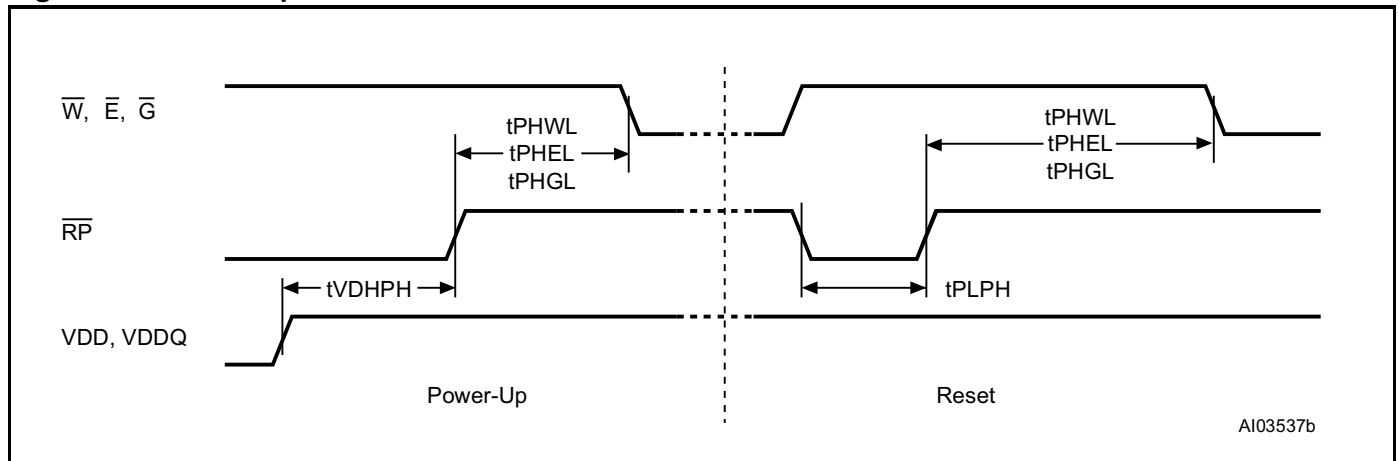 W, E, G
tPHWL
tPHEL
tPHGL
tPHWL
tPHEL
tPHGL
RP
tVDHPH
tPLPH
VDD, VDDQ
Power-Up
Reset
AI03537b